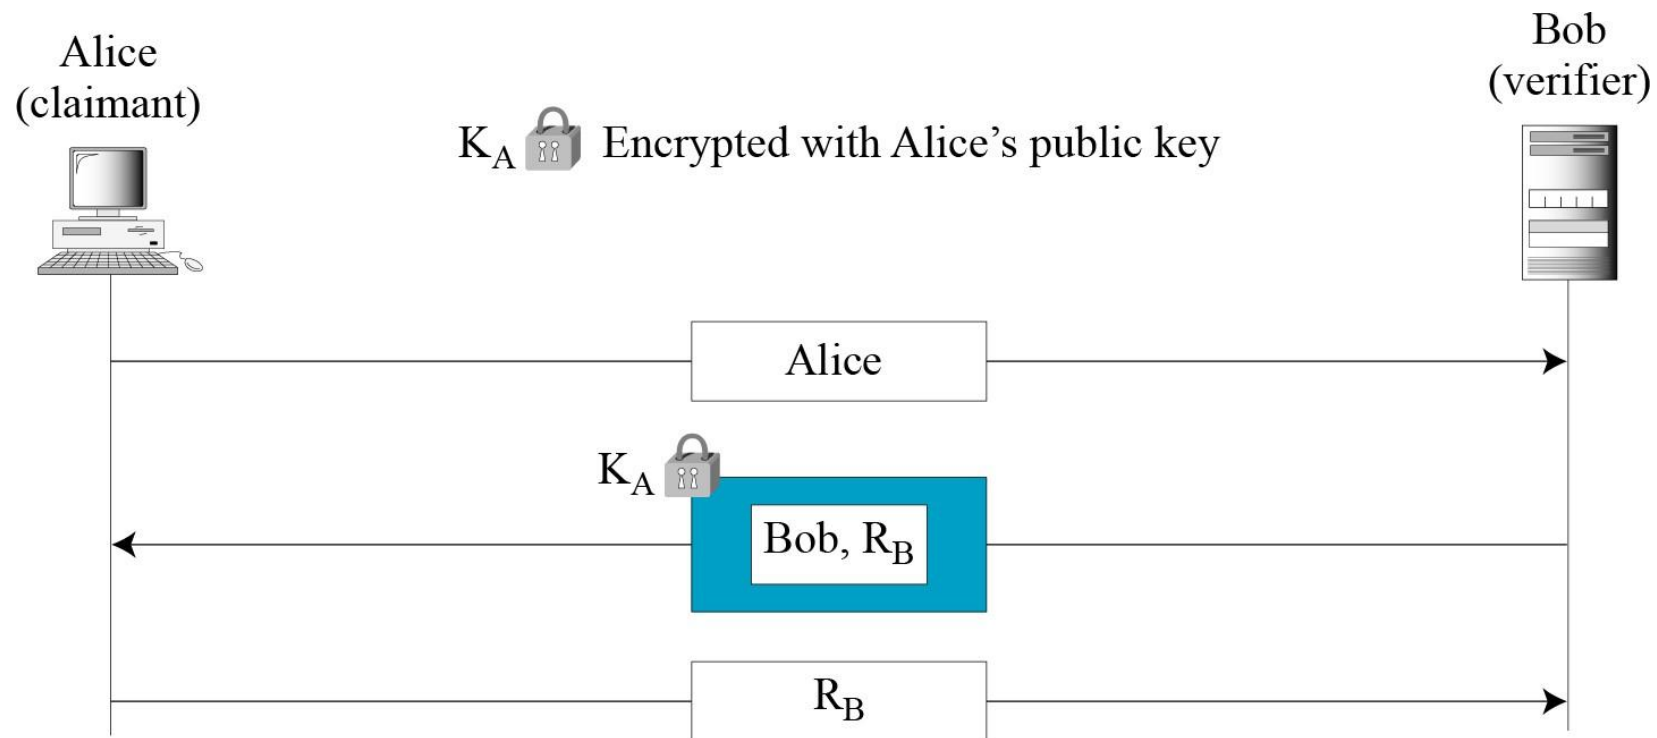 Alice
(claimant)
Bob
(verifier)
K_A Encrypted with Alice’s public key
Alice
K_A
Bob, R_B
R_B